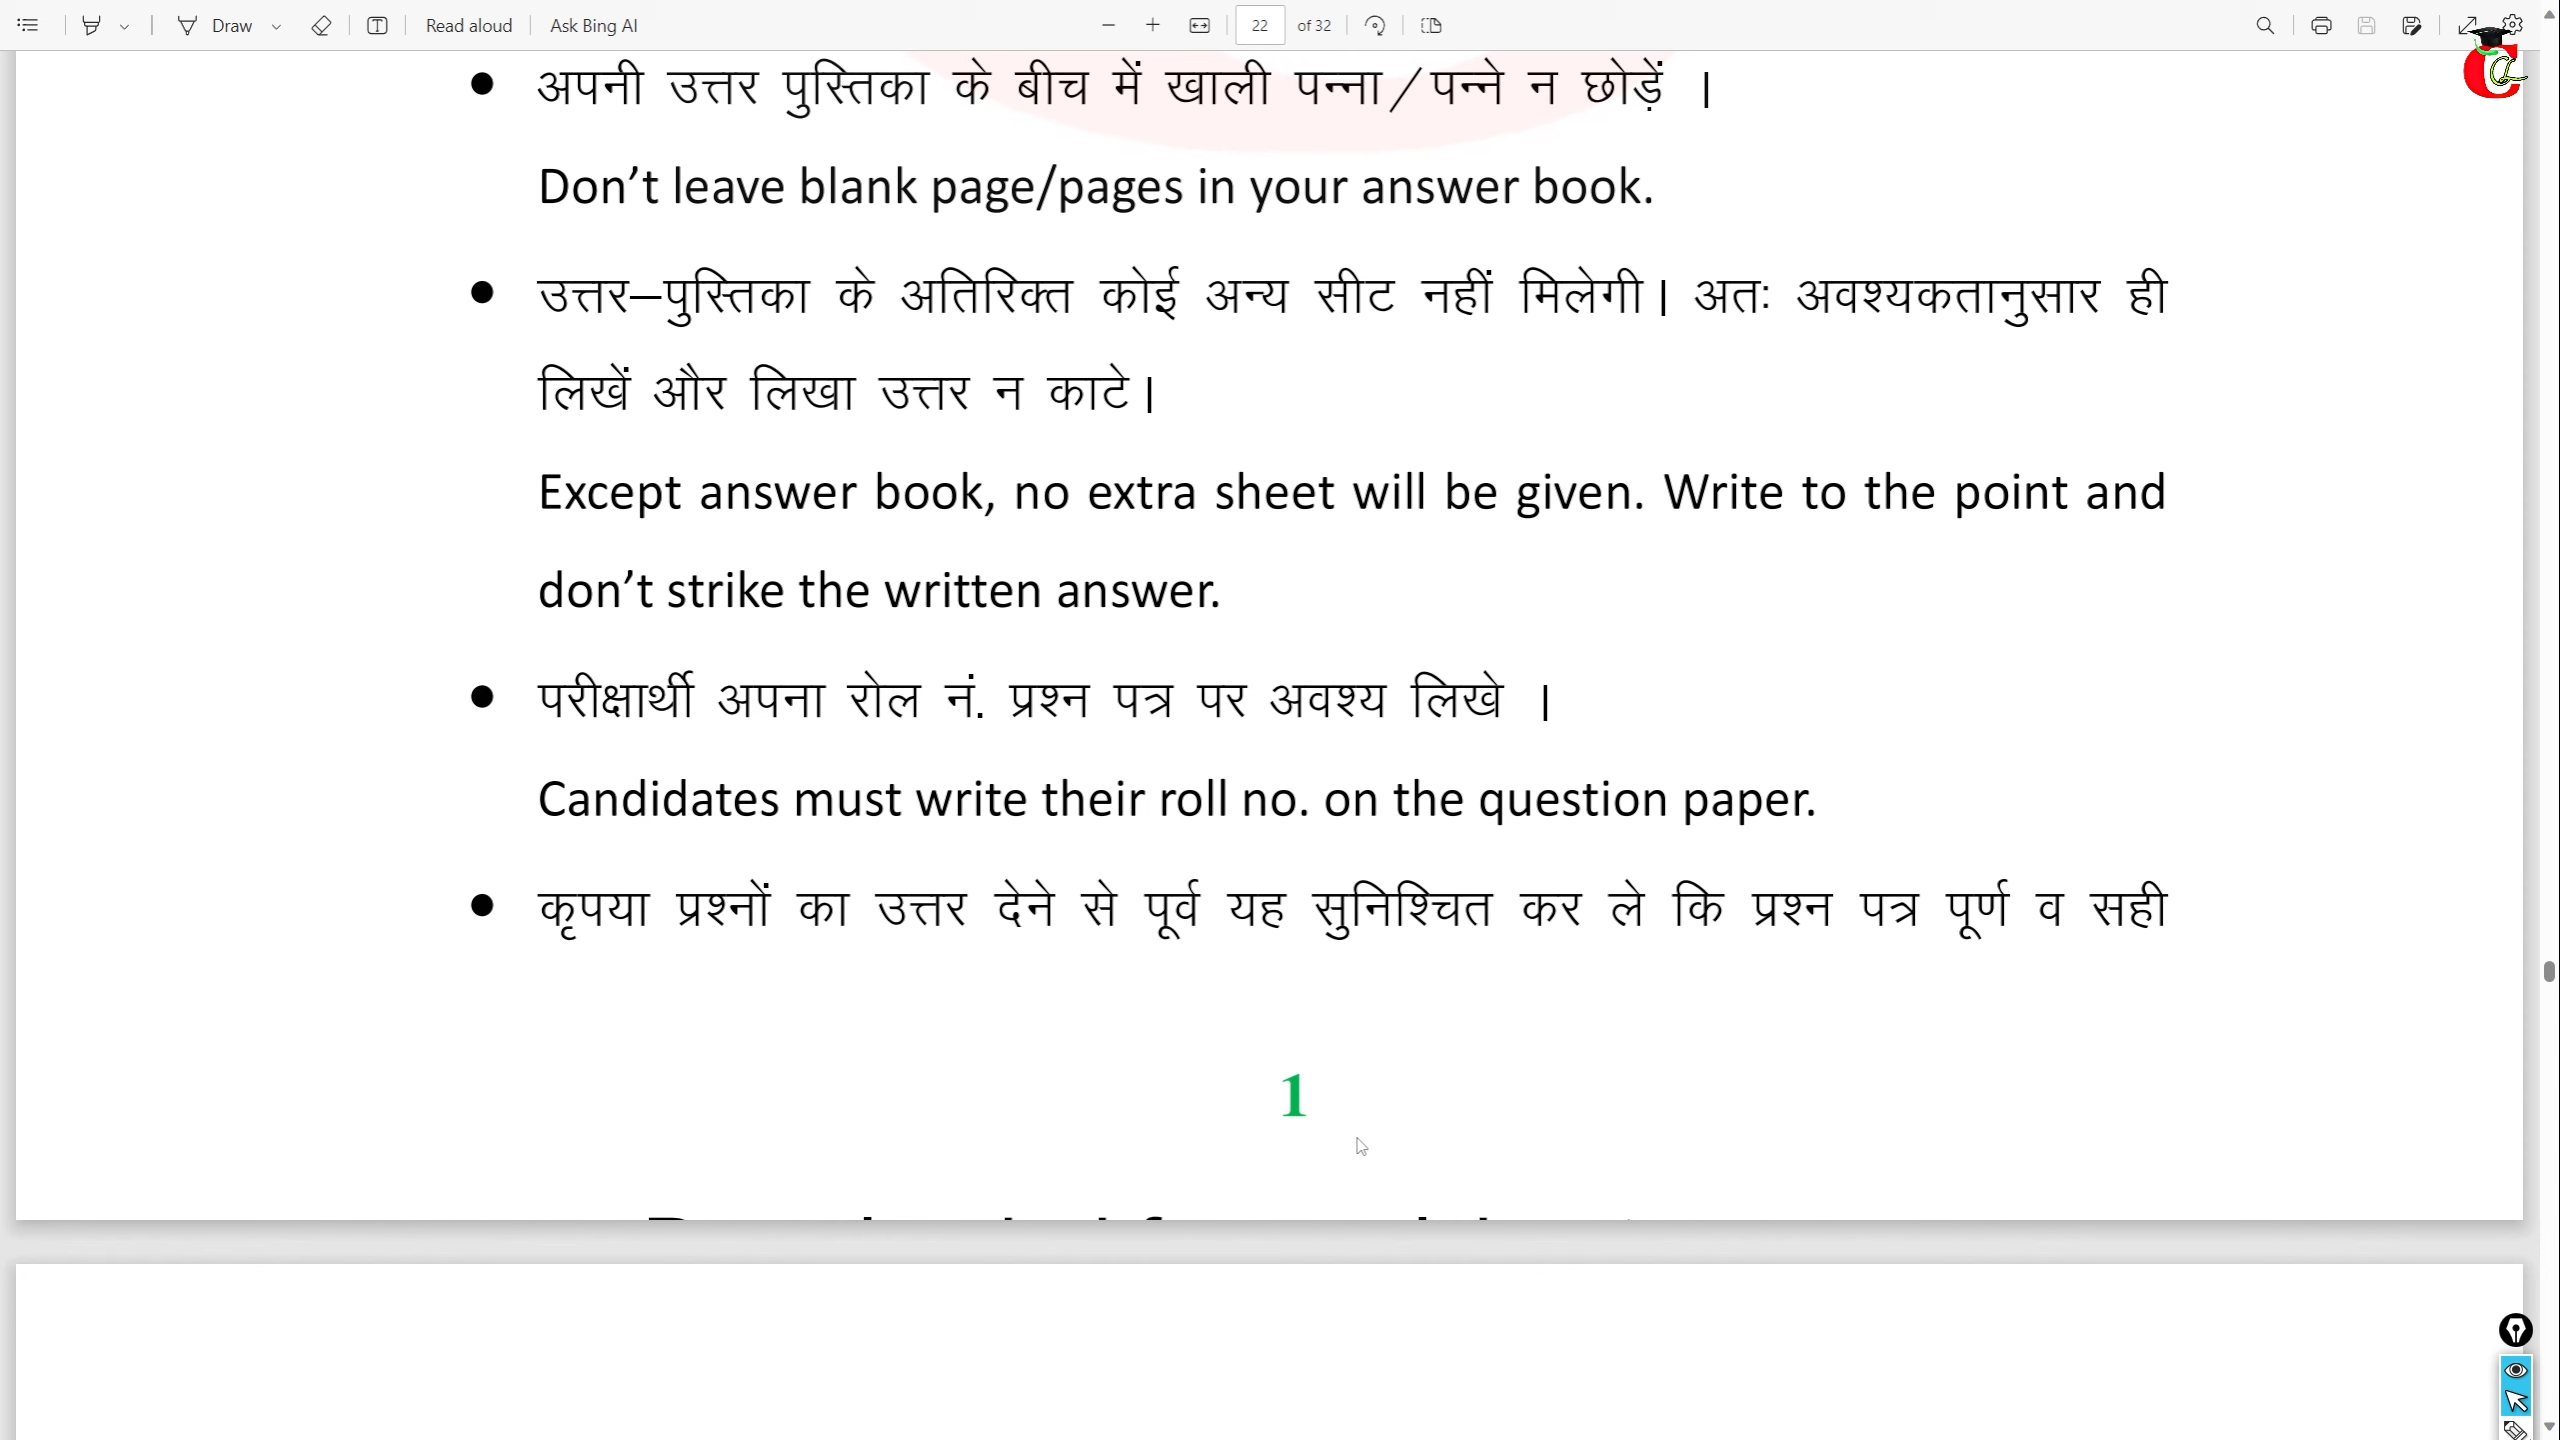 Draw
Read aloud
Ask Bing AI
22 of 32
• अपनी उत्तर पुस्तिका के बीच में खाली पन्ना/पन्ने न छोड़ें ।
Don’t leave blank page/pages in your answer book.
• उत्तर–पुस्तिका के अतिरिक्त कोई अन्य सीट नहीं मिलेगी। अतः अवश्यकतानुसार ही
लिखें और लिखा उत्तर न काटे।
Except answer book, no extra sheet will be given. Write to the point and
don’t strike the written answer.
• परीक्षार्थी अपना रोल नं. प्रश्न पत्र पर अवश्य लिखे ।
Candidates must write their roll no. on the question paper.
• कृपया प्रश्नों का उत्तर देने से पूर्व यह सुनिश्चित कर ले कि प्रश्न पत्र पूर्ण व सही
1